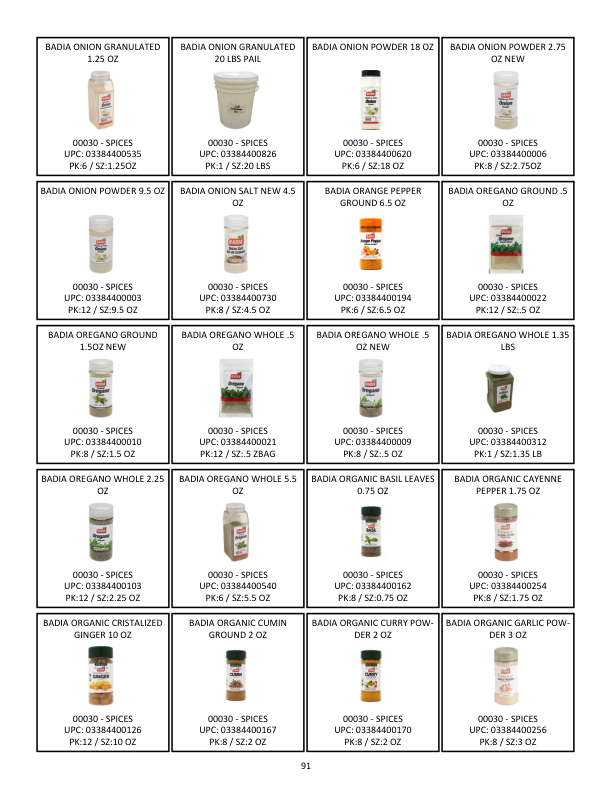 BADIA ONION GRANULATED
1.25 OZ
00030 - SPICES
UPC: 03384400535
PK:6 / SZ:1.25OZ
BADIA ONION GRANULATED
20 LBS PAIL
00030 - SPICES
UPC: 03384400826
PK:1 / SZ:20 LBS
BADIA ONION POWDER 18 OZ
00030 - SPICES
UPC: 03384400620
PK:6 / SZ:18 OZ
BADIA ONION POWDER 2.75
OZ NEW
00030 - SPICES
UPC: 03384400006
PK:8 / SZ:2.75OZ
BADIA ONION POWDER 9.5 OZ
00030 - SPICES
UPC: 03384400003
PK:12 / SZ:9.5 OZ
BADIA ONION SALT NEW 4.5
OZ
00030 - SPICES
UPC: 03384400730
PK:8 / SZ:4.5 OZ
BADIA ORANGE PEPPER
GROUND 6.5 OZ
00030 - SPICES
UPC: 03384400194
PK:6 / SZ:6.5 OZ
BADIA OREGANO GROUND .5
OZ
00030 - SPICES
UPC: 03384400022
PK:12 / SZ:.5 OZ
BADIA OREGANO GROUND
1.5OZ NEW
00030 - SPICES
UPC: 03384400010
PK:8 / SZ:1.5 OZ
BADIA OREGANO WHOLE .5
OZ
00030 - SPICES
UPC: 03384400021
PK:12 / SZ:.5 ZBAG
BADIA OREGANO WHOLE .5
OZ NEW
00030 - SPICES
UPC: 03384400009
PK:8 / SZ:.5 OZ
BADIA OREGANO WHOLE 1.35
LBS
00030 - SPICES
UPC: 03384400312
PK:1 / SZ:1.35 LB
BADIA OREGANO WHOLE 2.25
OZ
00030 - SPICES
UPC: 03384400103
PK:12 / SZ:2.25 OZ
BADIA OREGANO WHOLE 5.5
OZ
00030 - SPICES
UPC: 03384400540
PK:6 / SZ:5.5 OZ
BADIA ORGANIC BASIL LEAVES
0.75 OZ
00030 - SPICES
UPC: 03384400162
PK:8 / SZ:0.75 OZ
BADIA ORGANIC CAYENNE
PEPPER 1.75 OZ
00030 - SPICES
UPC: 03384400254
PK:8 / SZ:1.75 OZ
BADIA ORGANIC CRISTALIZED
GINGER 10 OZ
00030 - SPICES
UPC: 03384400126
PK:12 / SZ:10 OZ
BADIA ORGANIC CUMIN
GROUND 2 OZ
00030 - SPICES
UPC: 03384400167
PK:8 / SZ:2 OZ
BADIA ORGANIC CURRY POW-
DER 2 OZ
00030 - SPICES
UPC: 03384400170
PK:8 / SZ:2 OZ
BADIA ORGANIC GARLIC POW-
DER 3 OZ
00030 - SPICES
UPC: 03384400256
PK:8 / SZ:3 OZ
91